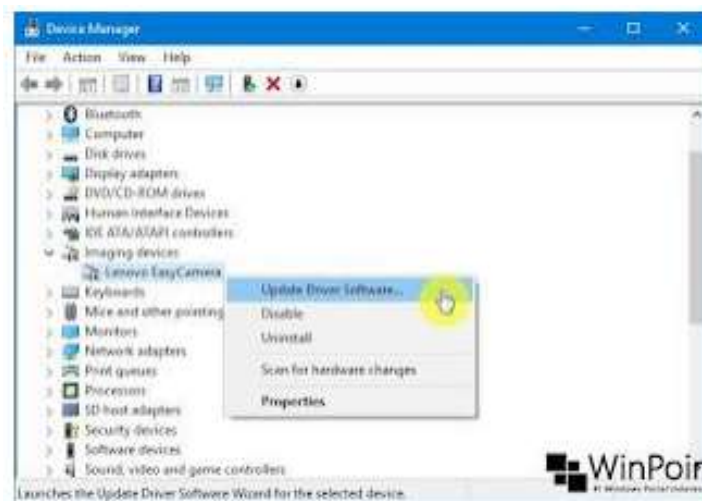 Device Manager
File Action View Help
Bluetooth
Computer
Disk drives
Display adapters
DVD/CD-ROM drives
Human Interface Devices
IDE ATA/ATAPI controllers
Imaging devices
Lenovo EasyCamera
Update Driver Software...
Keyboards
Disable
Mice and other pointing
Monitors
Uninstall
Network adapters
Print queues
Scan for hardware changes
Processors
Properties
SD host adapters
Security devices
Software devices
Sound, video and game controllers
WinPoin
Launches the Update Driver Software Wizard for the selected device.